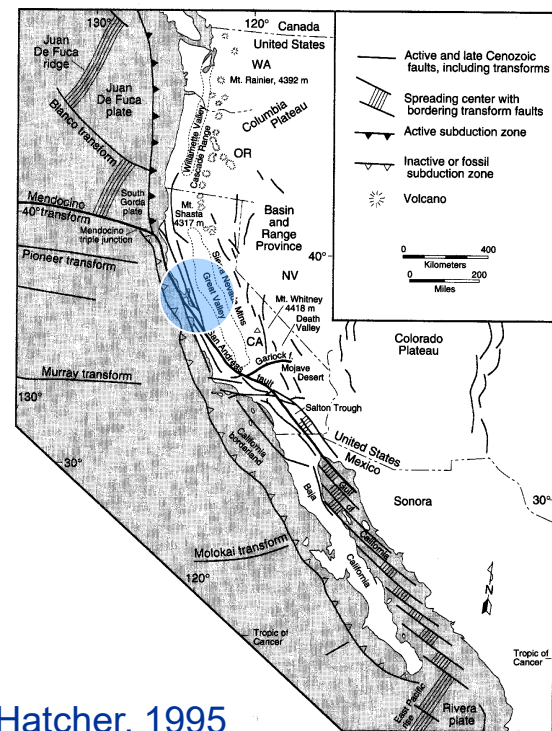 130°
120°
Canada
United States
Juan
De Fuca
ridge
Juan
De Fuca
plate
WA
Mt. Rainier, 4392 m
Columbia
Plateau
Blanco transform
Willamette Valley
Cascade Range
OR
Active and late Cenozoic
faults, including transforms
Spreading center with
bordering transform faults
Active subduction zone
Inactive or fossil
subduction zone
Volcano
0 400
Kilometers
0 200
Miles
South
Gorda
plate
Mendocino
40° transform
Mt.
Shasta
4317 m
Mendocino
triple junction
Basin
and
Range
Province
40°
Pioneer transform
Sierra Nevada Mtns
Great Valley
NV
Mt. Whitney
4418 m
Death
Valley
CA
San Andreas fault
Garlock f.
Mojave
Desert
Colorado
Plateau
Murray transform
130°
Salton Trough
United States
Mexico
California
borderland
30°
Sonora
30°
Baja
California
Gulf
of
California
Molokai transform
120°
N
Tropic of
Cancer
Tropic of
Cancer
East Pacific
rise
Rivera
plate
Hatcher, 1995